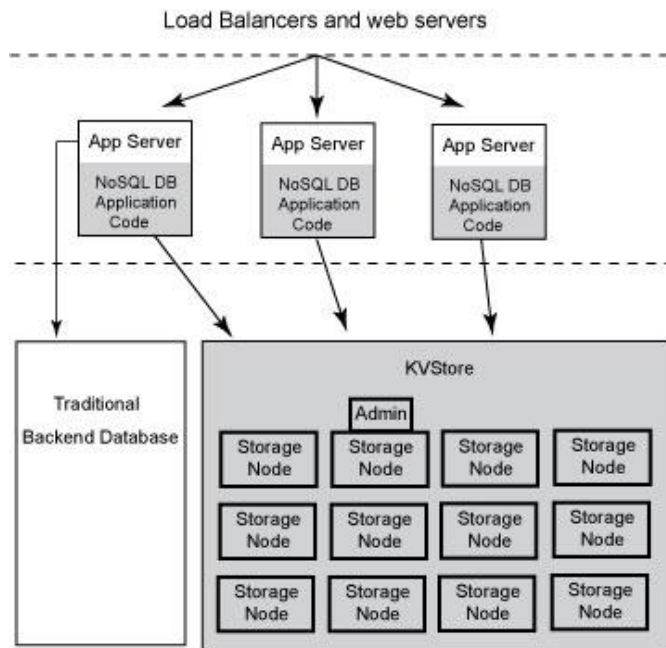 Load Balancers and web servers
App Server
NoSQL DB
Application
Code
App Server
NoSQL DB
Application
Code
App Server
NoSQL DB
Application
Code
Traditional
Backend Database
KVStore
Admin
Storage
Node
Storage
Node
Storage
Node
Storage
Node
Storage
Node
Storage
Node
Storage
Node
Storage
Node
Storage
Node
Storage
Node
Storage
Node
Storage
Node